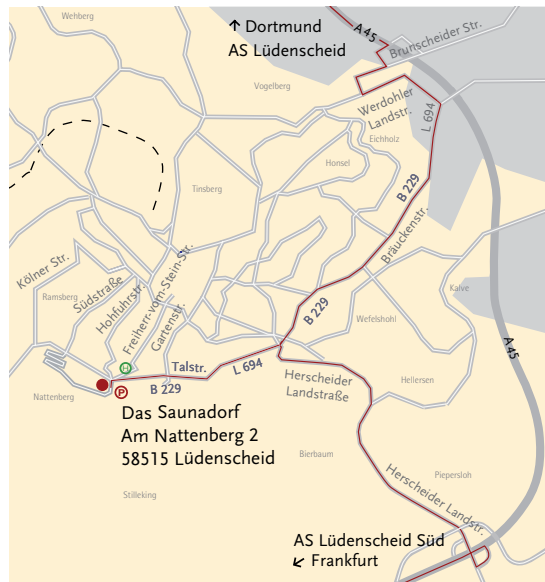 Wehberg
↑ Dortmund
AS Lüdenscheid
A 45
Brunscheider Str.
Vogelberg
Werdohler
Landstr.
L 694
Eichholz
Honsel
Tinsberg
B 229
Bräuckenstr.
Kölner Str.
Ramsberg
Südstraße
Hohfuhrstr.
Freiherr-vom-Stein-Str.
Gartenstr.
Kalve
B 229
Wefelshohl
A 45
H
Talstr.
L 694
B 229
P
Nattenberg
Herscheider
Landstraße
Hellersen
Das Saunadorf
Am Nattenberg 2
58515 Lüdenscheid
Bierbaum
Piepersloh
Stilleking
Herscheider Landstr.
AS Lüdenscheid Süd
↙ Frankfurt